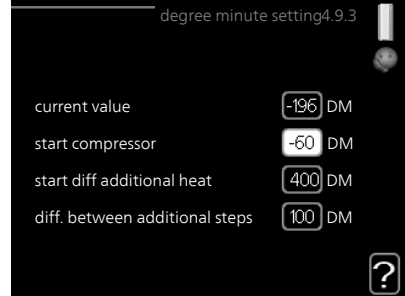 degree minute setting4.9.3
current value -196 DM
start compressor -60 DM
start diff additional heat 400 DM
diff. between additional steps 100 DM
?